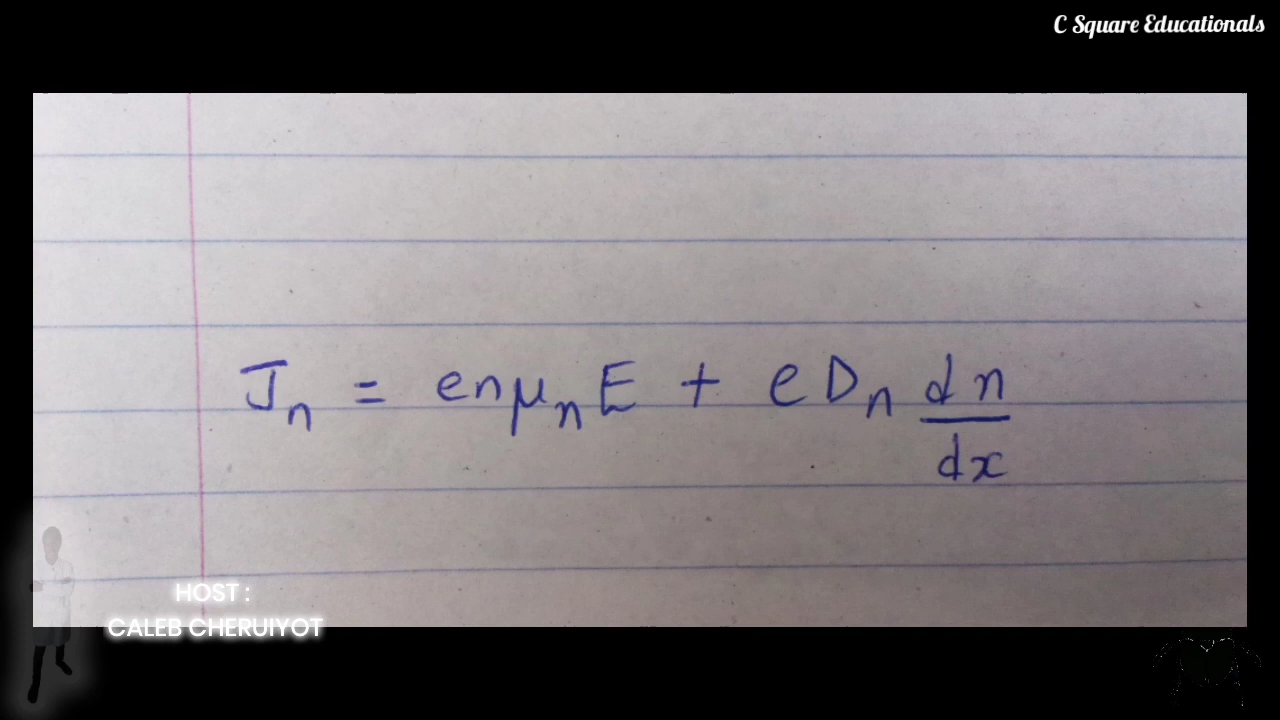 C Square Educationals
Jn = enμnE + eDn dn
dx
HOST :
CALEB CHERUIYOT